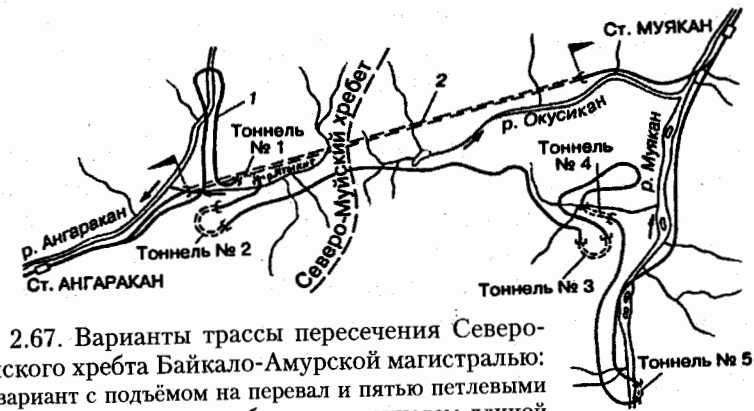 Ст. МУЯКАН
1
2
Тоннель
№ 1
Северо-Муйский хребет
р. Окусикан
р. Муякан
Тоннель
№ 4
р. Ангаракан
Тоннель № 2
Ст. АНГАРАКАН
Тоннель № 3
Тоннель № 5
2.67. Варианты трассы пересечения Северо-
нского хребта Байкало-Амурской магистралью:
вариант с подъёмом на перевал и пятью петлевыми